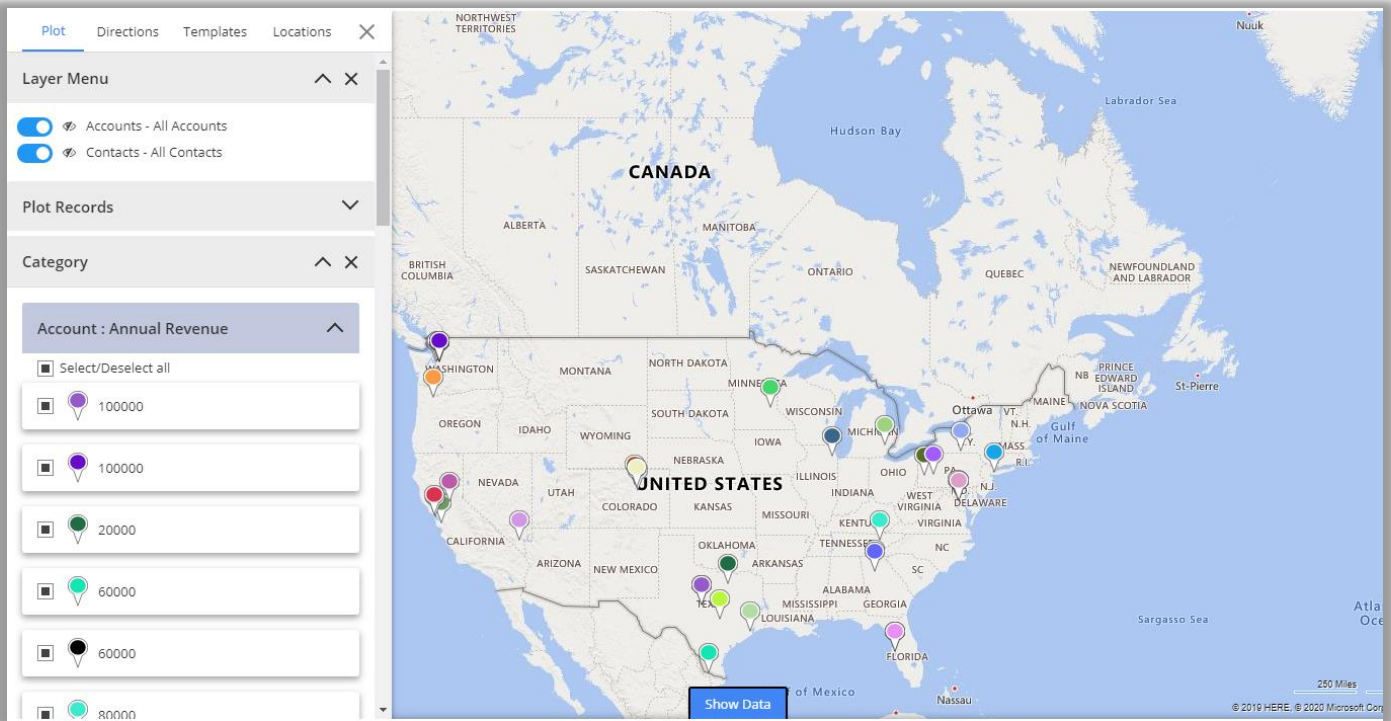 Plot Directions Templates Locations
Layer Menu
Accounts - All Accounts
Contacts - All Contacts
Plot Records
Category
Account : Annual Revenue
Select/Deselect all
100000
100000
20000
60000
60000
80000
NORTHWEST
TERRITORIES
Nuuk
Labrador Sea
Hudson Bay
CANADA
ALBERTA
MANITOBA
BRITISH
COLUMBIA
SASKATCHEWAN
ONTARIO
QUEBEC
NEWFOUNDLAND
AND LABRADOR
WASHINGTON
MONTANA
NORTH DAKOTA
NB
PRINCE
EDWARD
ISLAND
St-Pierre
SOUTH DAKOTA
WISCONSIN
Ottawa
VT.
MAINE
NOVA SCOTIA
OREGON
IDAHO
WYOMING
N.H.
Gulf
of Maine
IOWA
MASS
R.I.
NEBRASKA
OHIO
PA
NEVADA
UTAH
UNITED STATES
ILLINOIS
INDIANA
N.J.
COLORADO
KANSAS
MISSOURI
WEST
VIRGINIA
DELAWARE
CALIFORNIA
VIRGINIA
OKLAHOMA
NC
ARIZONA
NEW MEXICO
ARKANSAS
SC
ALABAMA
MISSISSIPPI
GEORGIA
LOUISIANA
Sargasso Sea
FLORIDA
of Mexico
Nassau
Show Data
250 Miles
© 2019 HERE, © 2020 Microsoft Cor